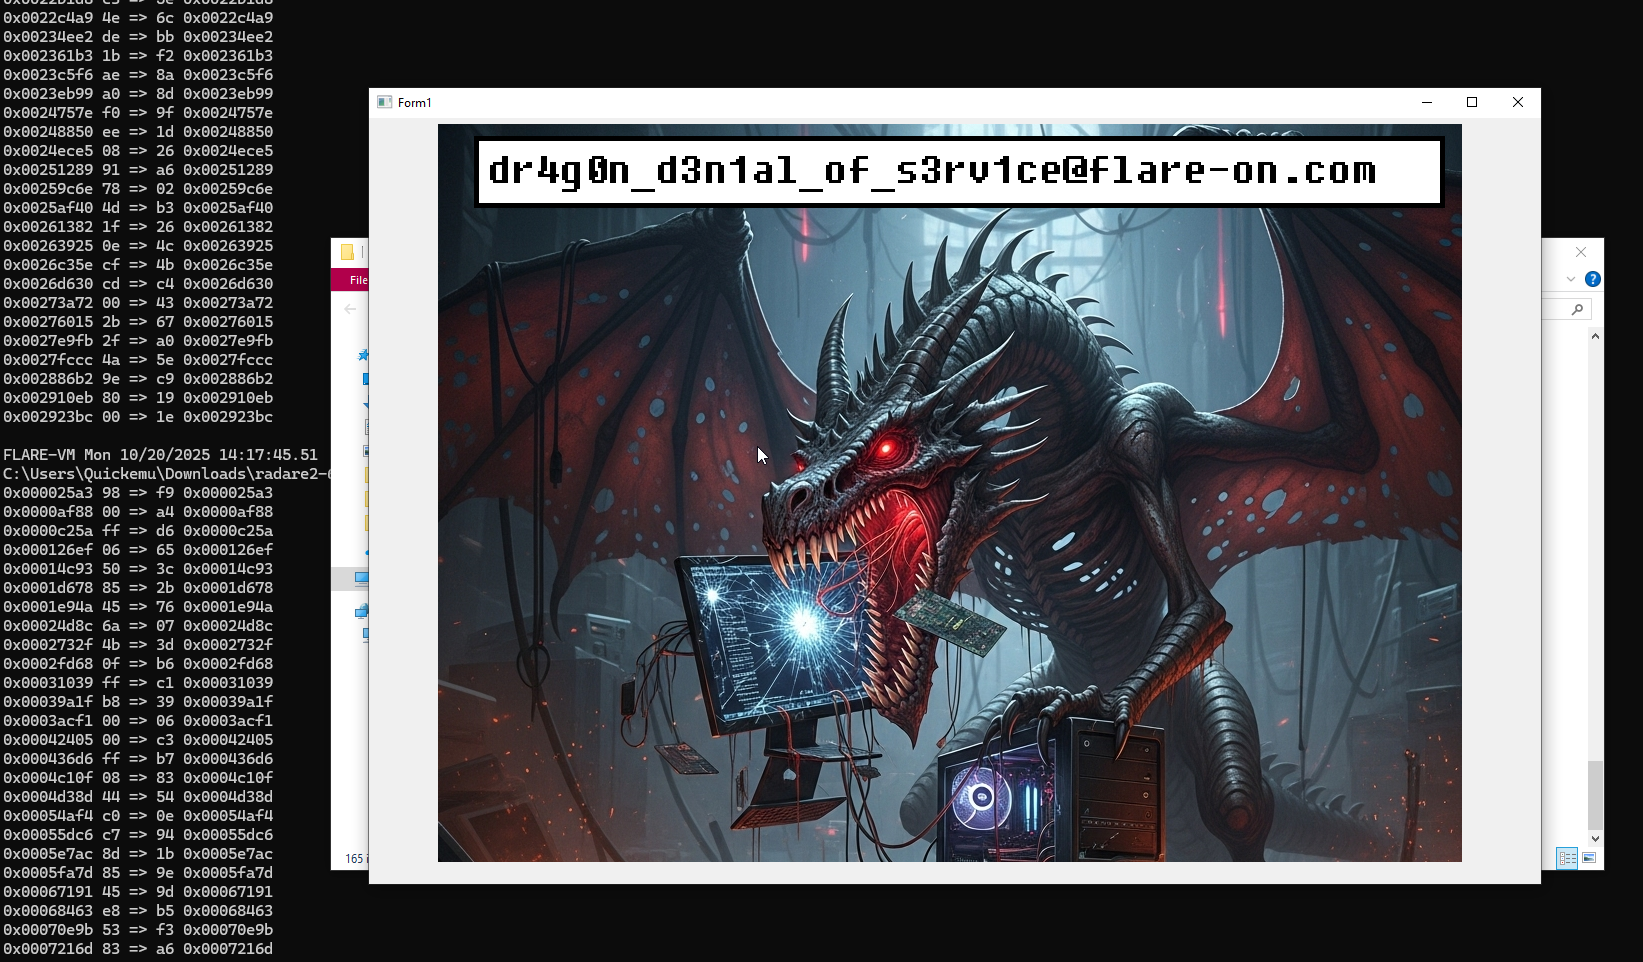 0x0022c4a9 4e => 6c 0x0022c4a9
0x00234ee2 de => bb 0x00234ee2
0x002361b3 1b => f2 0x002361b3
0x0023c5f6 ae => 8a 0x0023c5f6
0x0023eb99 a0 => 8d 0x0023eb99
0x0024757e f0 => 9f 0x0024757e
0x00248850 ee => 1d 0x00248850
0x0024ece5 08 => 26 0x0024ece5
0x00251289 91 => a6 0x00251289
0x00259c6e 78 => 02 0x00259c6e
0x0025af40 4d => b3 0x0025af40
0x00261382 1f => 26 0x00261382
0x00263925 0e => 4c 0x00263925
0x0026c35e cf => 4b 0x0026c35e
0x0026d630 cd => c4 0x0026d630
0x00273a72 00 => 43 0x00273a72
0x00276015 2b => 67 0x00276015
0x0027e9fb 2f => a0 0x0027e9fb
0x0027fccc 4a => 5e 0x0027fccc
0x002886b2 9e => c9 0x002886b2
0x002910eb 80 => 19 0x002910eb
0x002923bc 00 => 1e 0x002923bc
FLARE-VM Mon 10/20/2025 14:17:45.51
C:\Users\Quickemu\Downloads\radare2-
0x000025a3 98 => f9 0x000025a3
0x0000af88 00 => a4 0x0000af88
0x0000c25a ff => d6 0x0000c25a
0x000126ef 06 => 65 0x000126ef
0x00014c93 50 => 3c 0x00014c93
0x0001d678 85 => 2b 0x0001d678
0x0001e94a 45 => 76 0x0001e94a
0x00024d8c 6a => 07 0x00024d8c
0x0002732f 4b => 3d 0x0002732f
0x0002fd68 0f => b6 0x0002fd68
0x00031039 ff => c1 0x00031039
0x00039a1f b8 => 39 0x00039a1f
0x0003acf1 00 => 06 0x0003acf1
0x00042405 00 => c3 0x00042405
0x000436d6 ff => b7 0x000436d6
0x0004c10f 08 => 83 0x0004c10f
0x0004d38d 44 => 54 0x0004d38d
0x00054af4 c0 => 0e 0x00054af4
0x00055dc6 c7 => 94 0x00055dc6
0x0005e7ac 8d => 1b 0x0005e7ac
0x0005fa7d 85 => 9e 0x0005fa7d
0x00067191 45 => 9d 0x00067191
0x00068463 e8 => b5 0x00068463
0x00070e9b 53 => f3 0x00070e9b
0x0007216d 83 => a6 0x0007216d
File
165 i
Form1
dr4g0n_d3n1al_of_s3rv1ce@flare-on.com